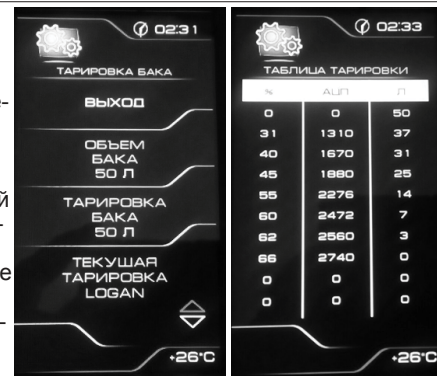 02:31
ТАРИРОВКА БАКА
ВЫХОД
ОБЪЕМ
БАКА
50 Л
ТАРИРОВКА
БАКА
50 Л
ТЕКУШАЯ
ТАРИРОВКА
LOGAN
+26°C
02:33
ТАБЛИЦА ТАРИРОВКИ
% АЦП Л
0 0 50
31 1310 37
40 1670 31
45 1880 25
55 2276 14
60 2472 7
62 2560 3
66 2740 0
0 0 0
0 0 0
+26°C